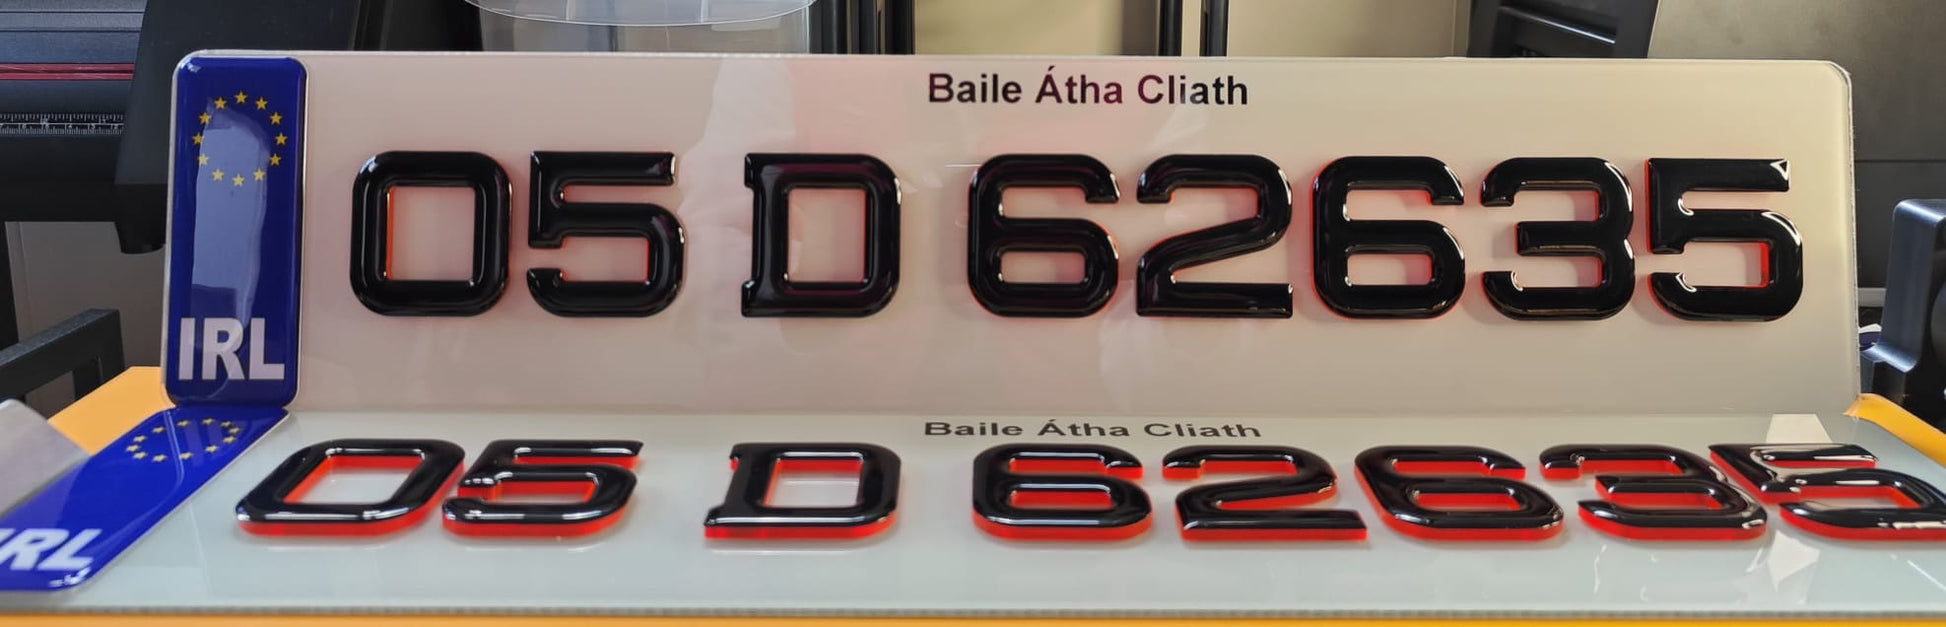 Baile Átha Cliath
IRL
05 D 62635
Baile Átha Cliath
IRL
05 D 62635